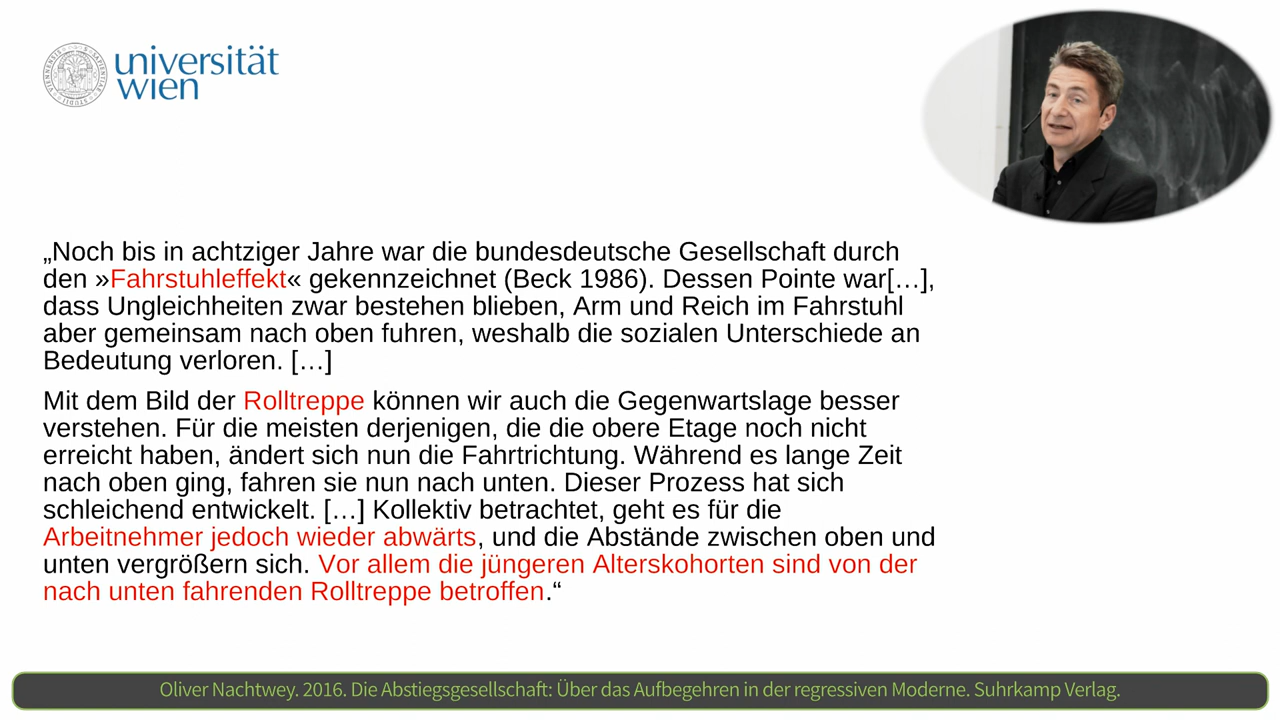 universität
wien
„Noch bis in achtziger Jahre war die bundesdeutsche Gesellschaft durch
den »Fahrstuhleffekt« gekennzeichnet (Beck 1986). Dessen Pointe war[…],
dass Ungleichheiten zwar bestehen blieben, Arm und Reich im Fahrstuhl
aber gemeinsam nach oben fuhren, weshalb die sozialen Unterschiede an
Bedeutung verloren. […]
Mit dem Bild der Rolltreppe können wir auch die Gegenwartslage besser
verstehen. Für die meisten derjenigen, die die obere Etage noch nicht
erreicht haben, ändert sich nun die Fahrtrichtung. Während es lange Zeit
nach oben ging, fahren sie nun nach unten. Dieser Prozess hat sich
schleichend entwickelt. […] Kollektiv betrachtet, geht es für die
Arbeitnehmer jedoch wieder abwärts, und die Abstände zwischen oben und
unten vergrößern sich. Vor allem die jüngeren Alterskohorten sind von der
nach unten fahrenden Rolltreppe betroffen.“
Oliver Nachtwey. 2016. Die Abstiegsgesellschaft: Über das Aufbegehren in der regressiven Moderne. Suhrkamp Verlag.